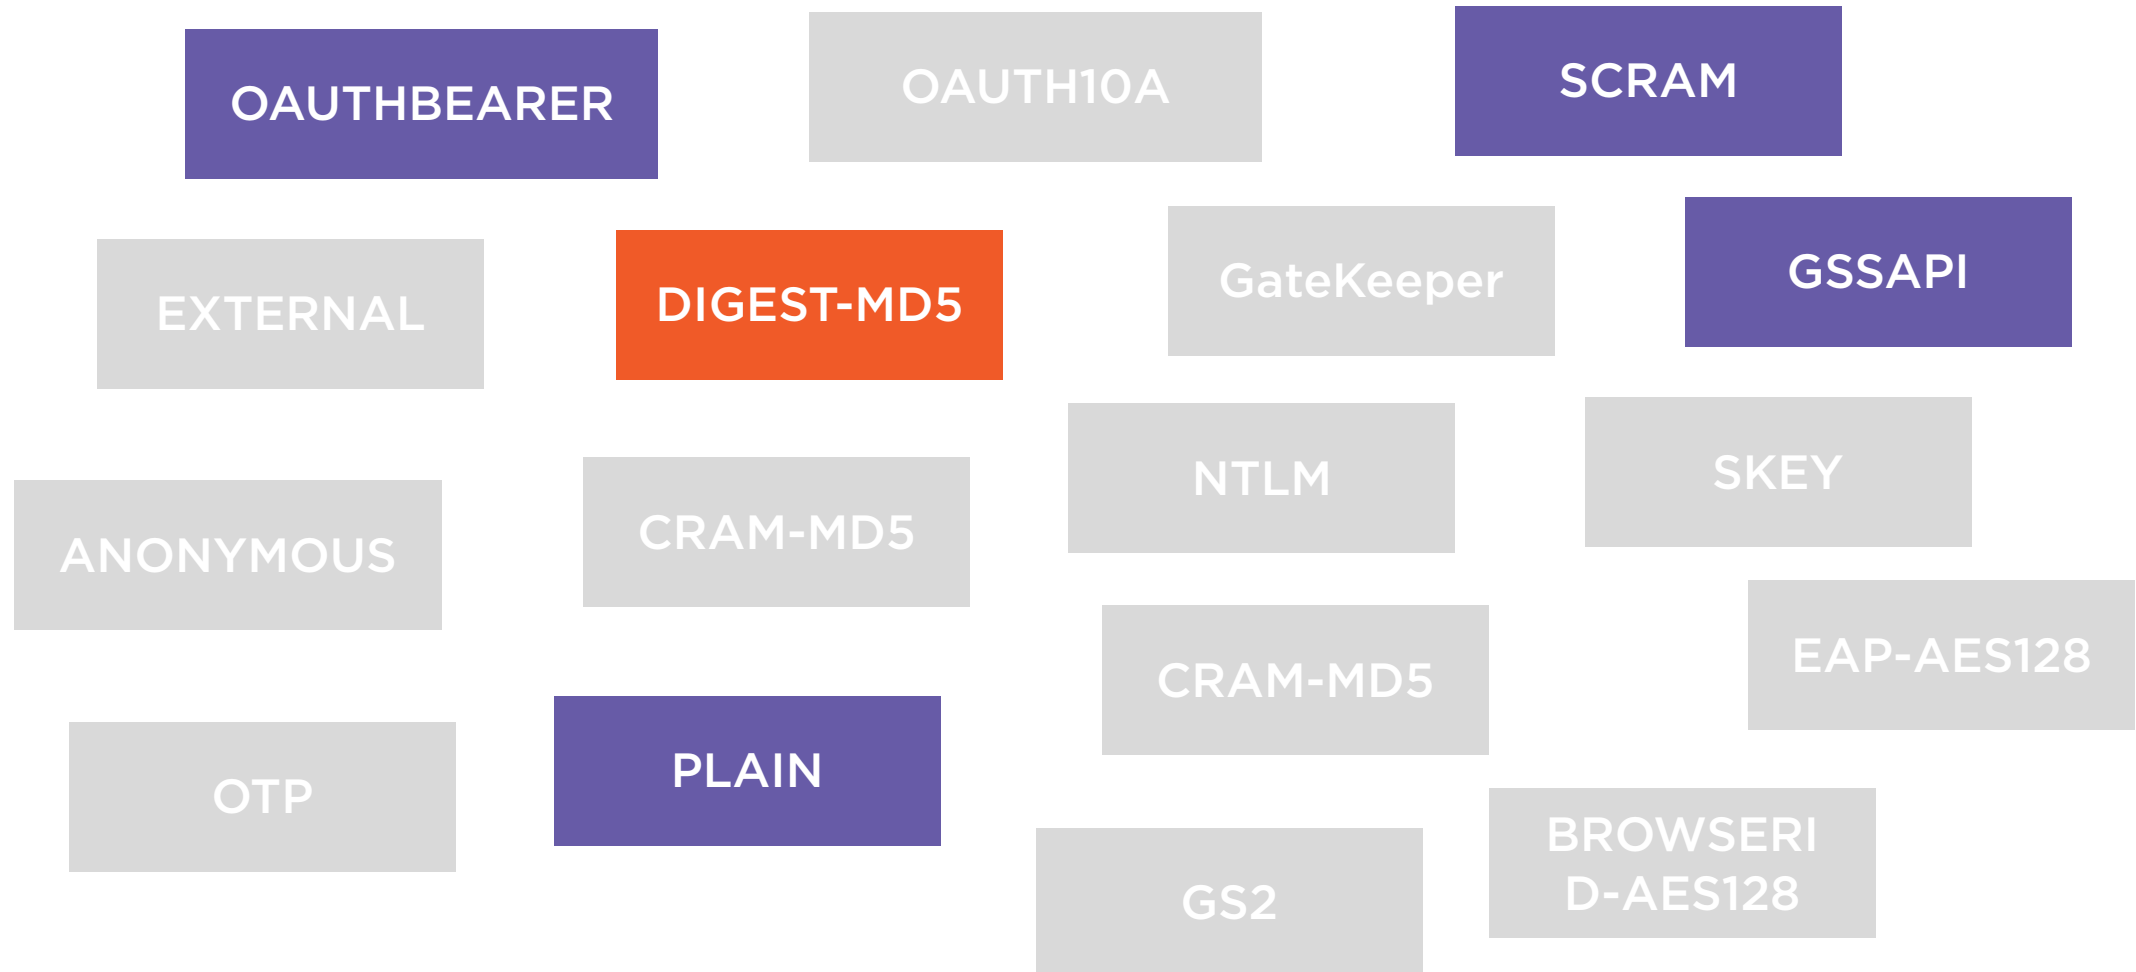 OAUTHBEARER
OAUTH10A
SCRAM
EXTERNAL
DIGEST-MD5
GateKeeper
GSSAPI
ANONYMOUS
CRAM-MD5
NTLM
SKEY
OTP
PLAIN
CRAM-MD5
EAP-AES128
GS2
BROWSERI
D-AES128